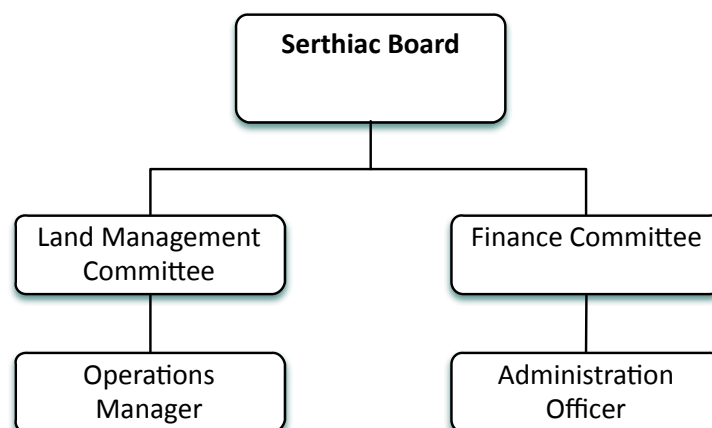 Serthiac Board
Land Management
Committee
Finance Committee
Operations
Manager
Administration
Officer